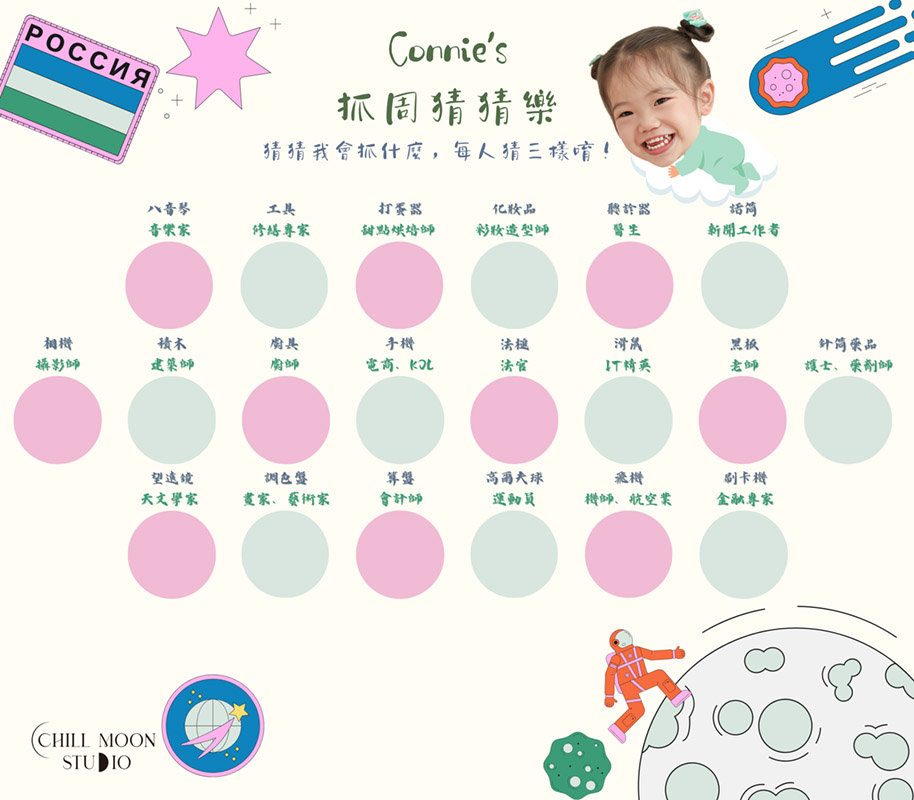 РОССИЯ
Connie's
抓周猜猜樂
猜猜我會抓什麼，每人猜三樣唷！
八音琴 工具 打蛋器 化妝品 聽診器 話筒
音樂家 修繕專家 甜點烘培師 彩妝造型師 醫生 新聞工作者
相機 積木 廚具 手機 法槌 滑鼠 黑板 針筒藥品
攝影師 建築師 廚師 電商、KOL 法官 IT精英 老師 護士、藥劑師
望遠鏡 調色盤 算盤 高爾夫球 飛機 刷卡機
天文學家 畫家、藝術家 會計師 運動員 機師、航空業 金融專家
CHILL MOON
STUDIO